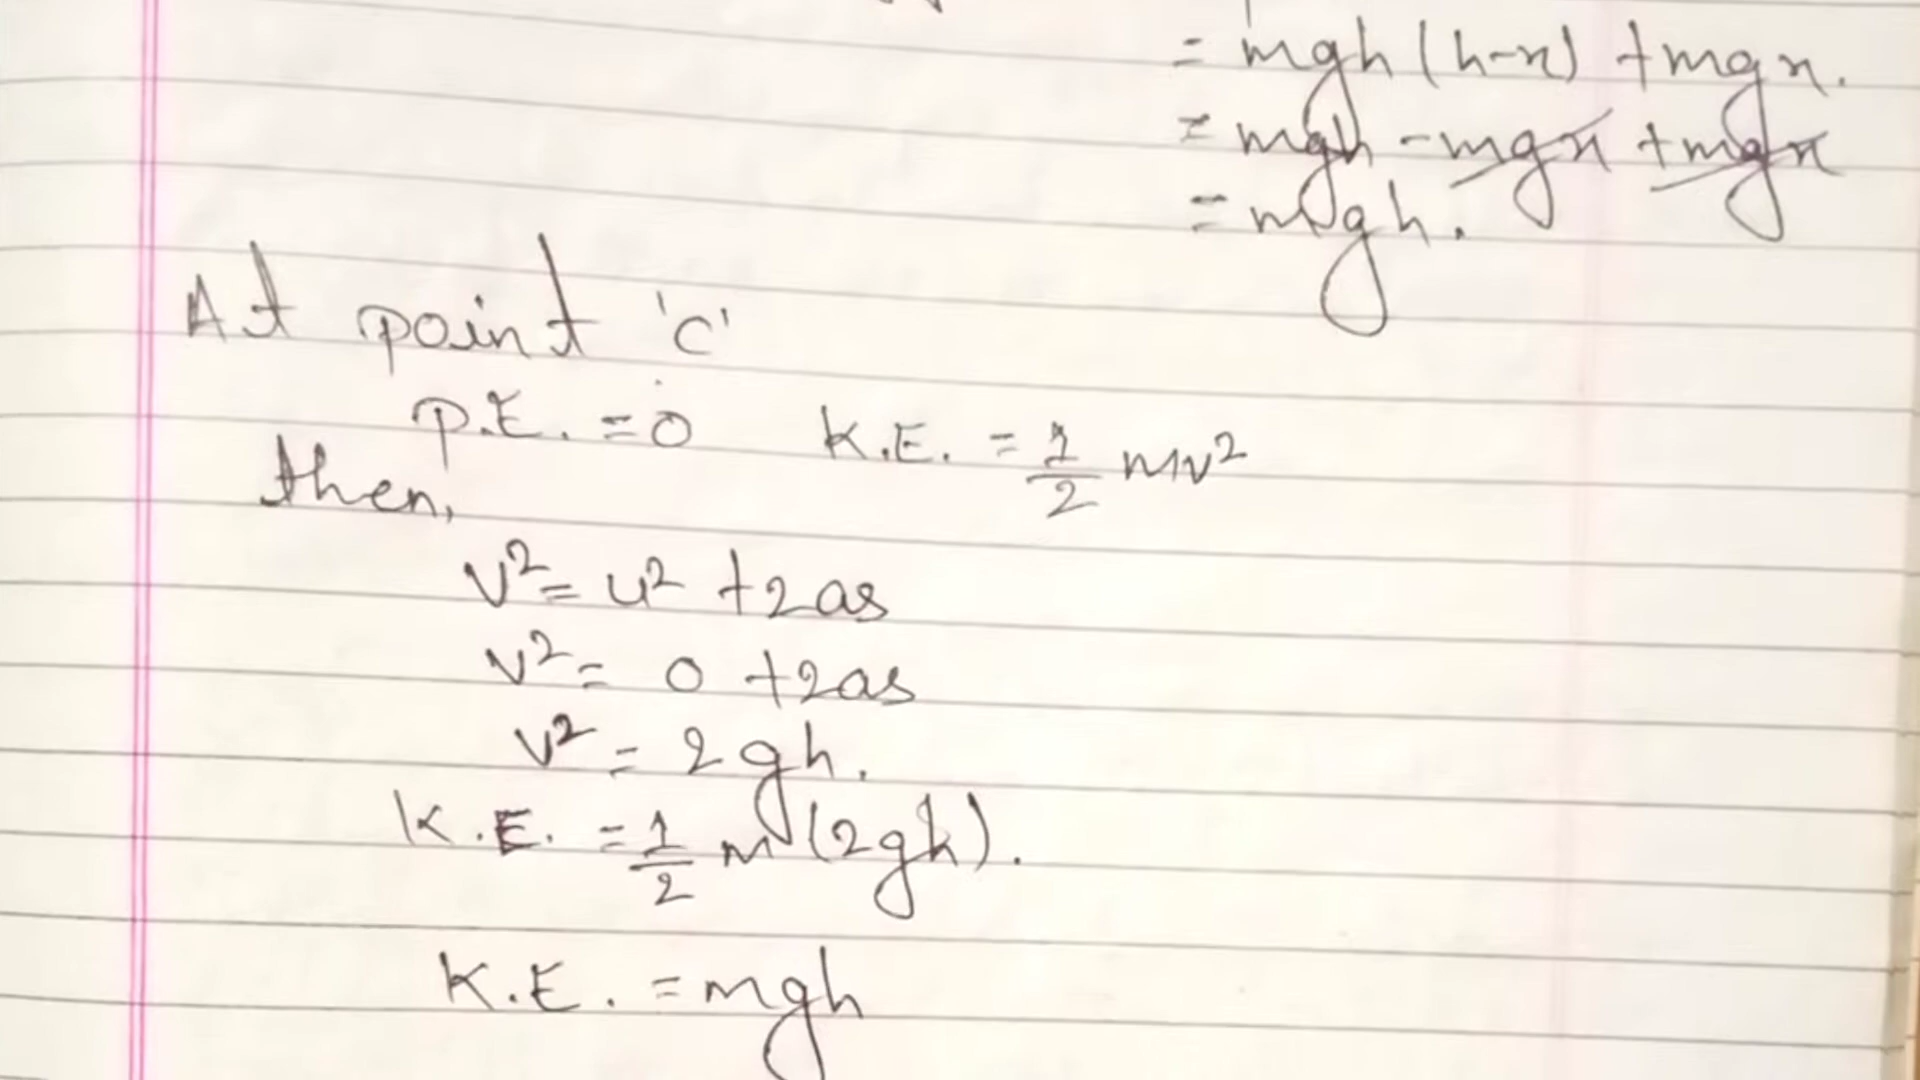 = mgh (h-x) + mgx.
= mgh - mgx + mgx
= mgh.
At point 'C'
P.E. = 0 K.E. = 1/2 mv²
then,
v² = u² + 2as
v² = 0 + 2as
v² = 2gh.
K.E. = 1/2 m (2gh).
K.E. = mgh